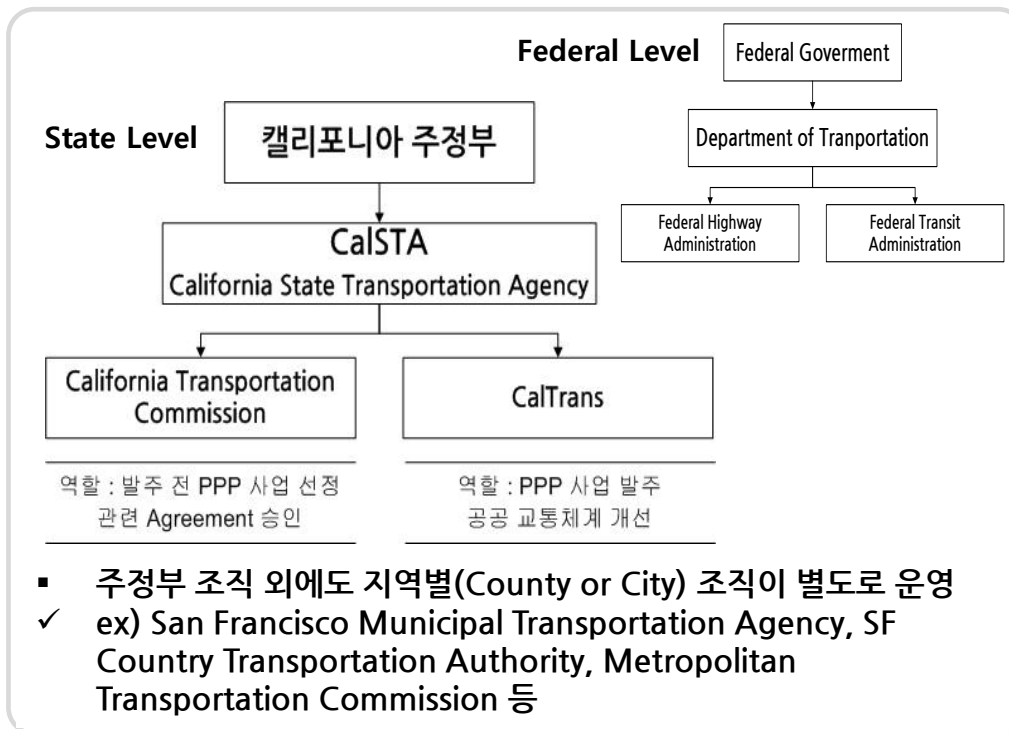 Federal Level
Federal Goverment
State Level
캘리포니아 주정부
Department of Tranportation
Federal Highway
Administration
Federal Transit
Administration
CalSTA
California State Transportation Agency
California Transportation
Commission
CalTrans
역할 : 발주 전 PPP 사업 선정
관련 Agreement 승인
역할 : PPP 사업 발주
공공 교통체계 개선
▪ 주정부 조직 외에도 지역별(County or City) 조직이 별도로 운영
✓ ex) San Francisco Municipal Transportation Agency, SF
Country Transportation Authority, Metropolitan
Transportation Commission 등